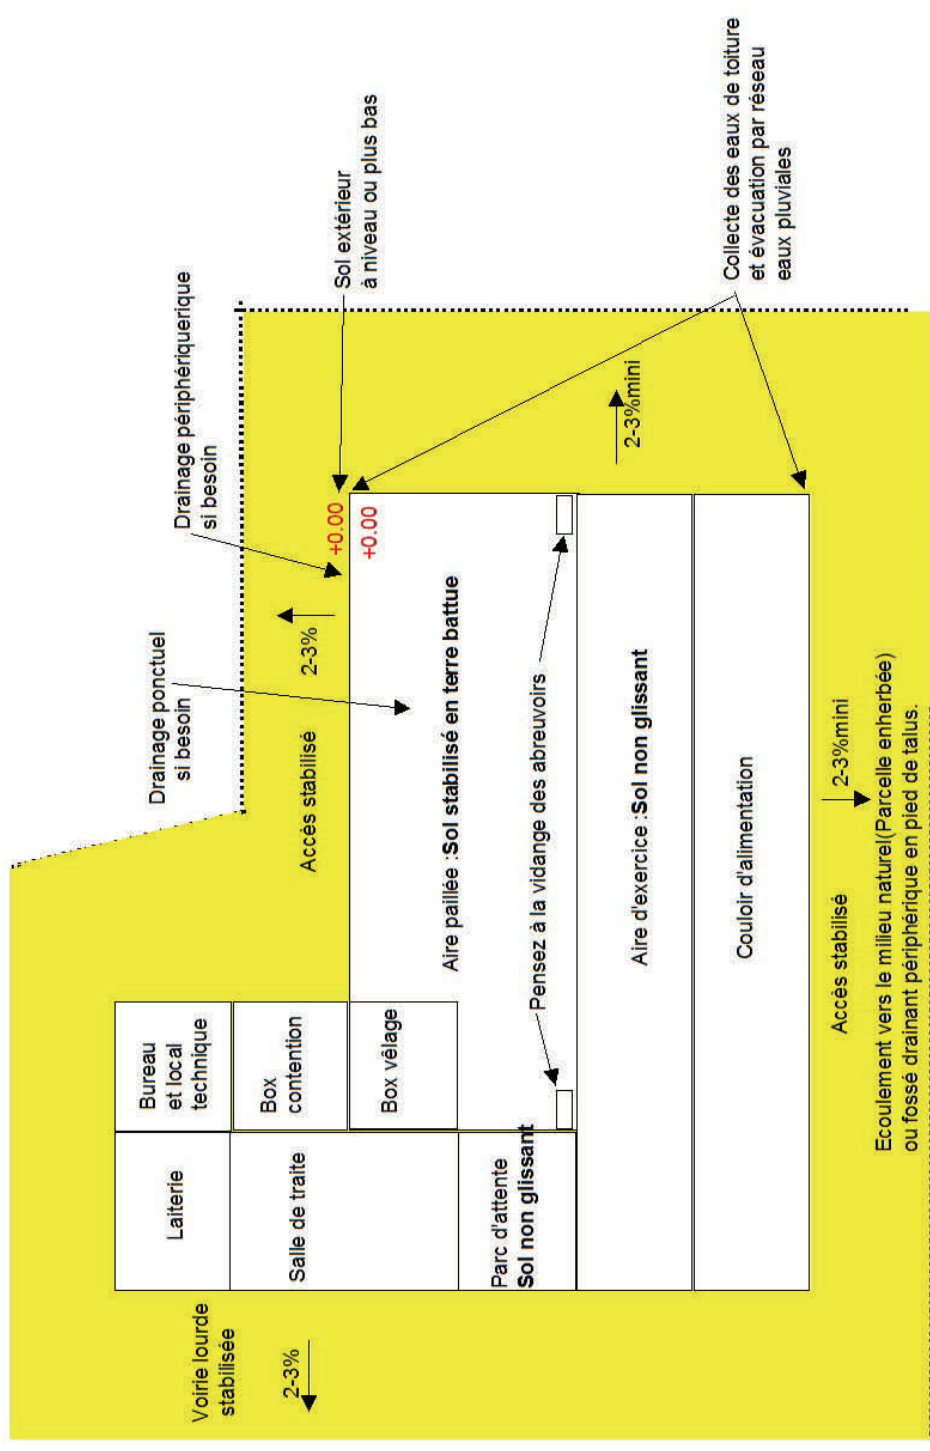 Voirie lourde
stabilisée
2-3%
Laiterie
Salle de traite
Parc d'attente
Sol non glissant
Bureau
et local
technique
Box
contention
Box vêlage
Accès stabilisé
2-3%
Drainage ponctuel
si besoin
Drainage périphériquerique
si besoin
Sol extérieur
à niveau ou plus bas
+0.00
+0.00
Aire paillée :Sol stabilisé en terre battue
Pensez à la vidange des abreuvoirs
Aire d'exercice :Sol non glissant
Couloir d'alimentation
2-3%mini
Collecte des eaux de toiture
et évacuation par réseau
eaux pluviales
Accès stabilisé
2-3%mini
Ecoulement vers le milieu naturel(Parcelle enherbée)
ou fossé drainant périphérique en pied de talus.